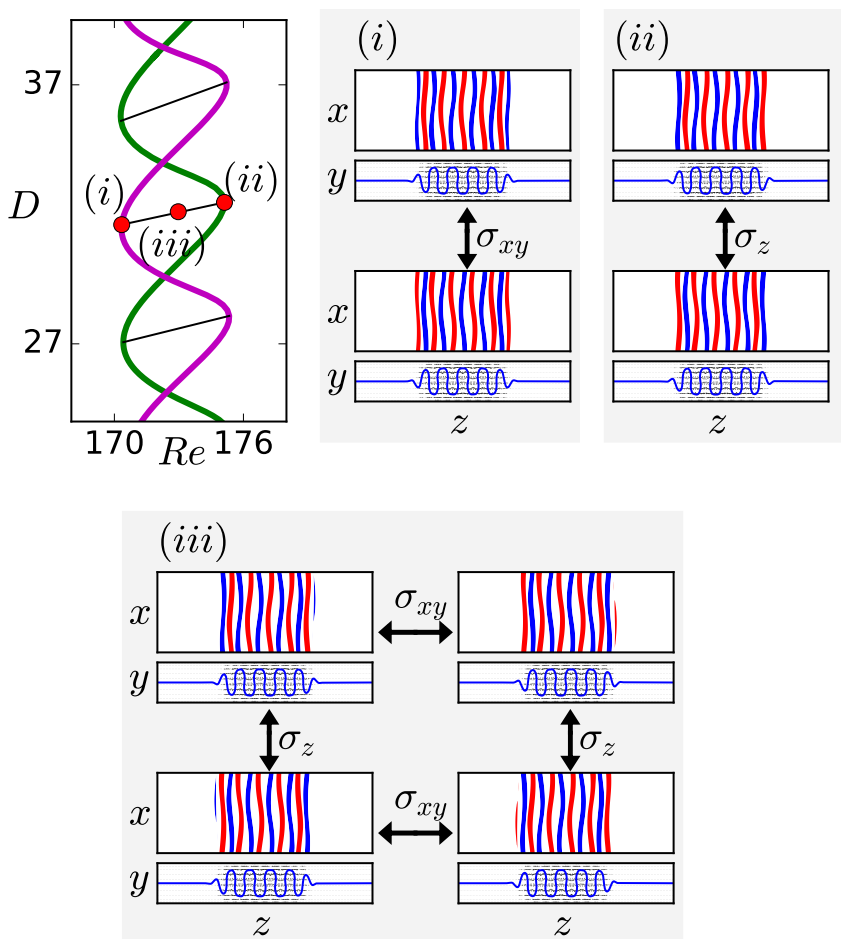 37
D
27
170
176
Re
(i)
(ii)
(iii)
(i)
x
y
σxy
x
y
z
(ii)
σz
z
(iii)
x
y
σxy
σz
σz
x
y
σxy
z
z